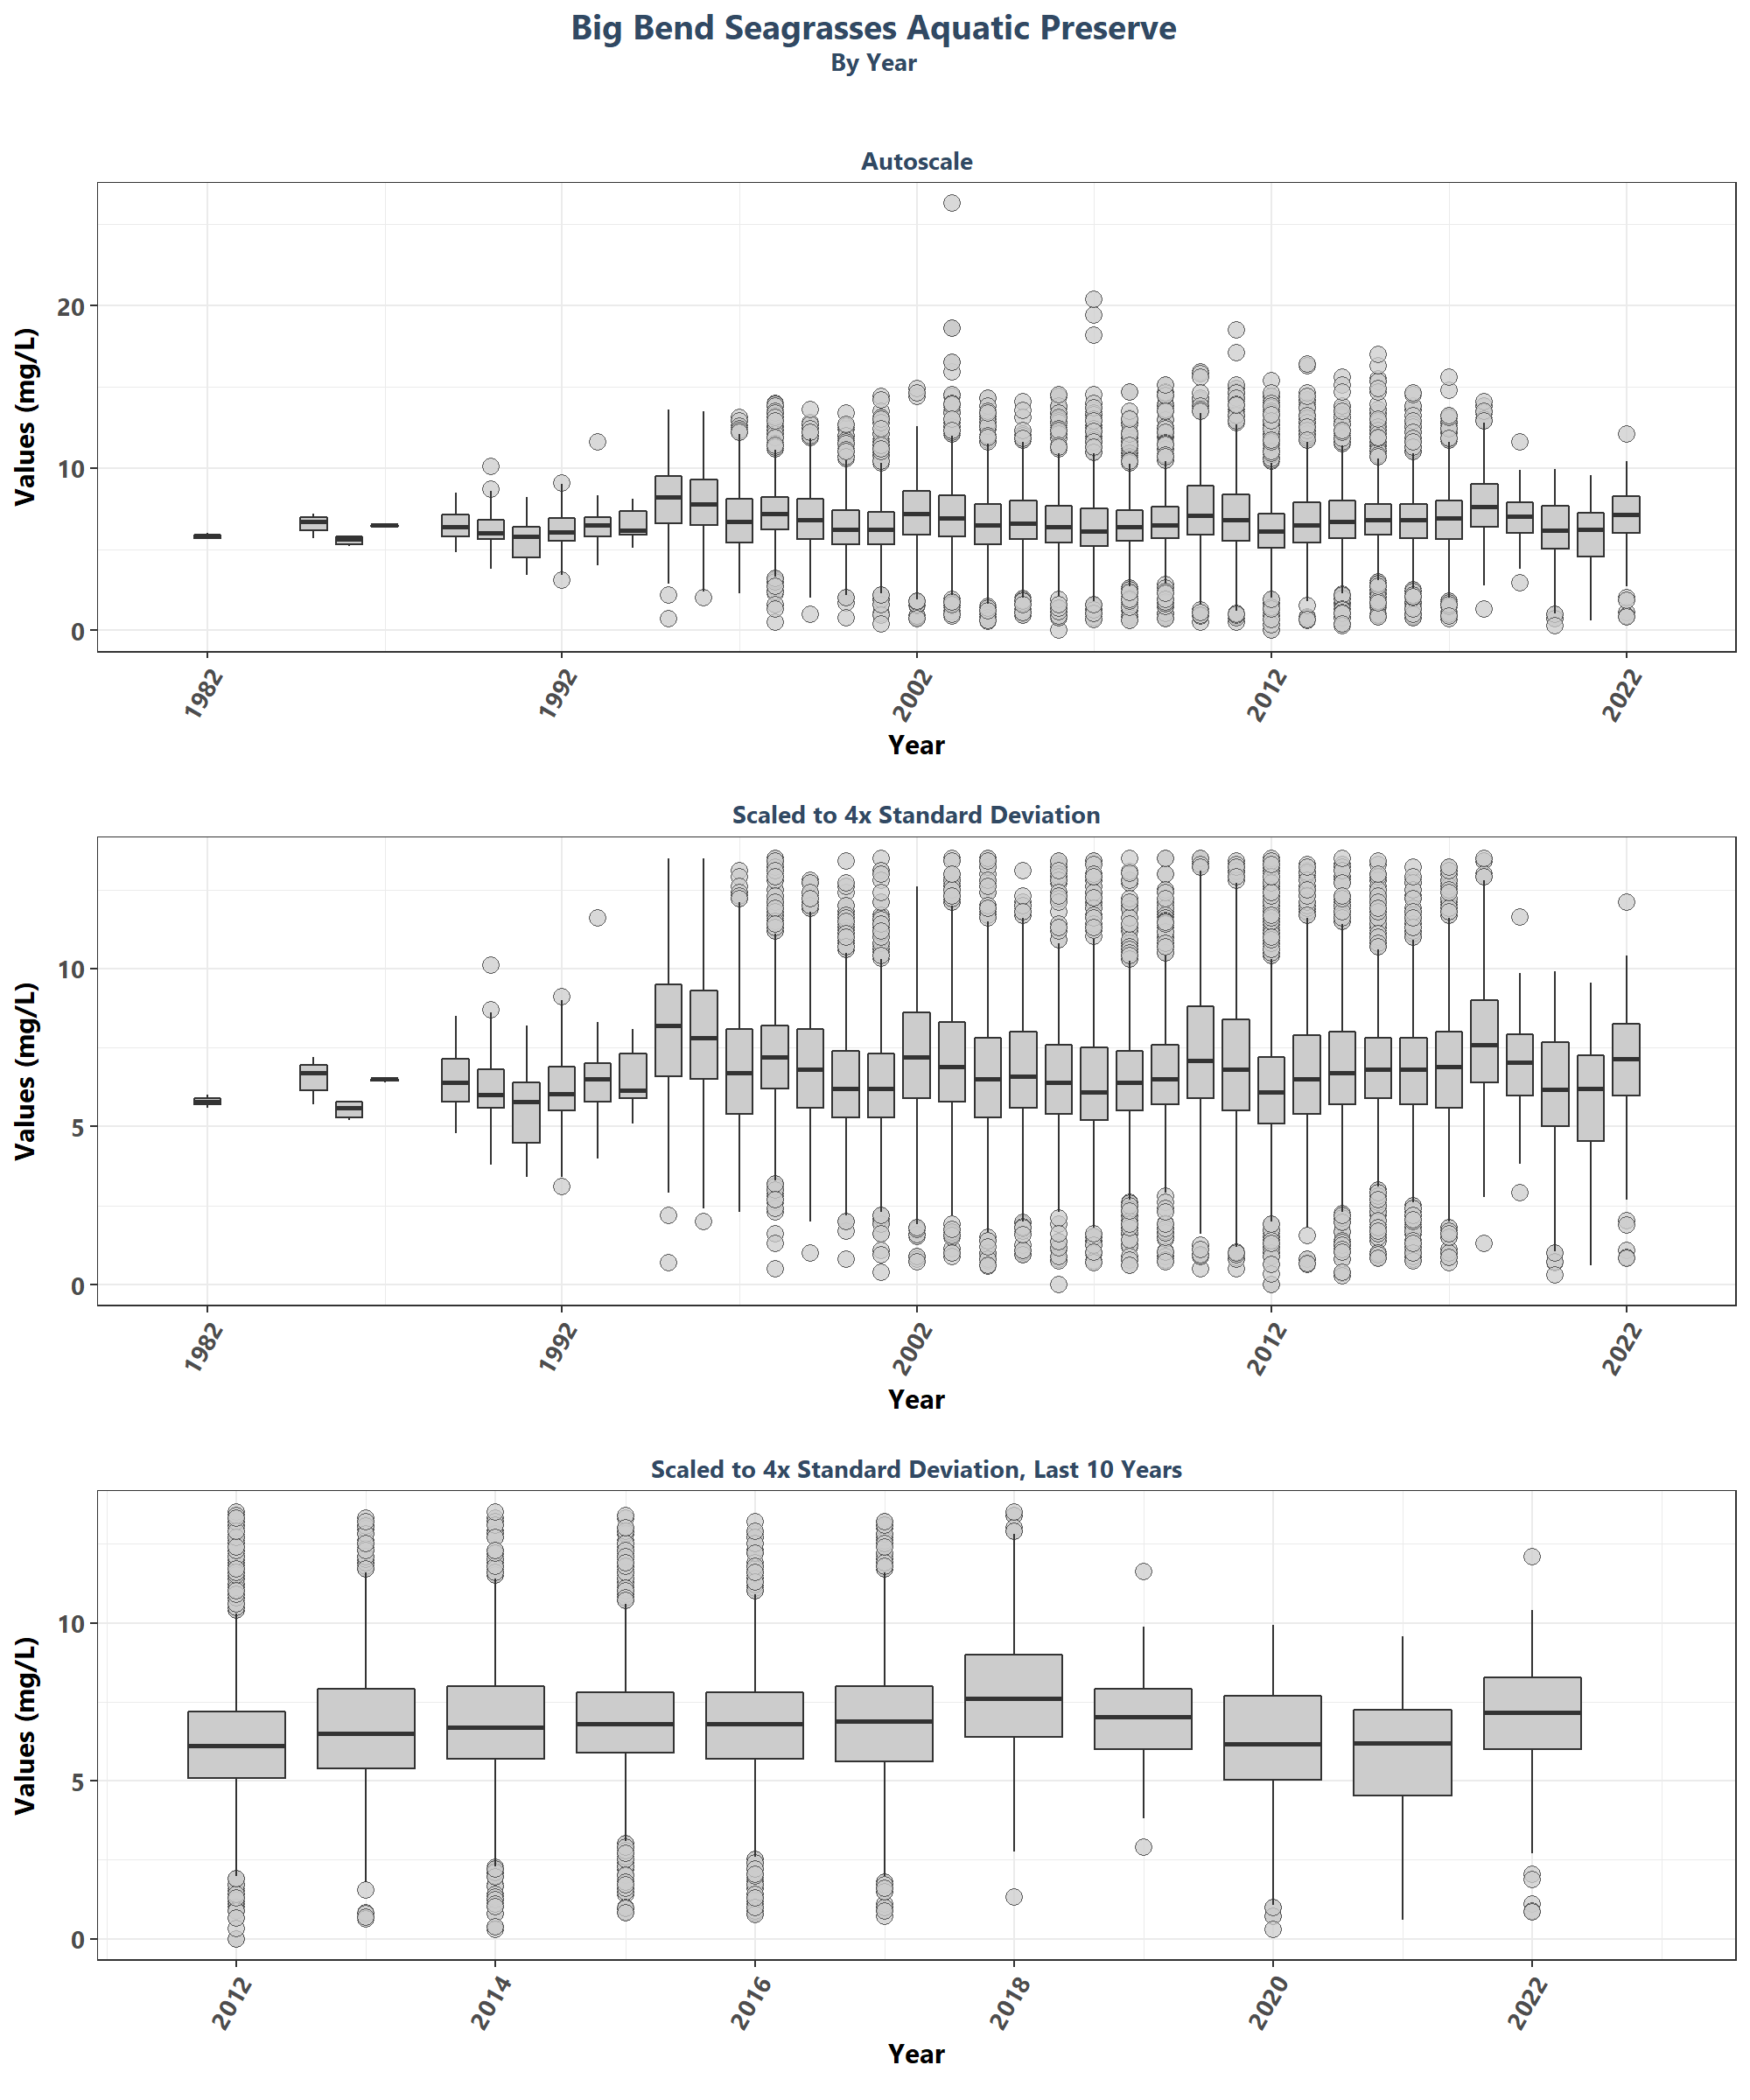 Big Bend Seagrasses Aquatic Preserve
By Year
Autoscale
Values (mg/L)
20
10
0
1982
1992
2002
2012
2022
Year
Scaled to 4x Standard Deviation
Values (mg/L)
10
5
0
1982
1992
2002
2012
2022
Year
Scaled to 4x Standard Deviation, Last 10 Years
Values (mg/L)
10
5
0
2012
2014
2016
2018
2020
2022
Year